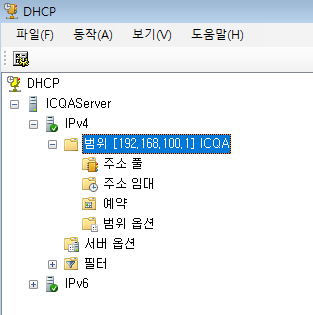 DHCP
파일(F) 동작(A) 보기(V) 도움말(H)
DHCP
ICQAServer
IPv4
범위 [192,168,100,1] ICQA
주소 풀
주소 임대
예약
범위 옵션
서버 옵션
필터
IPv6